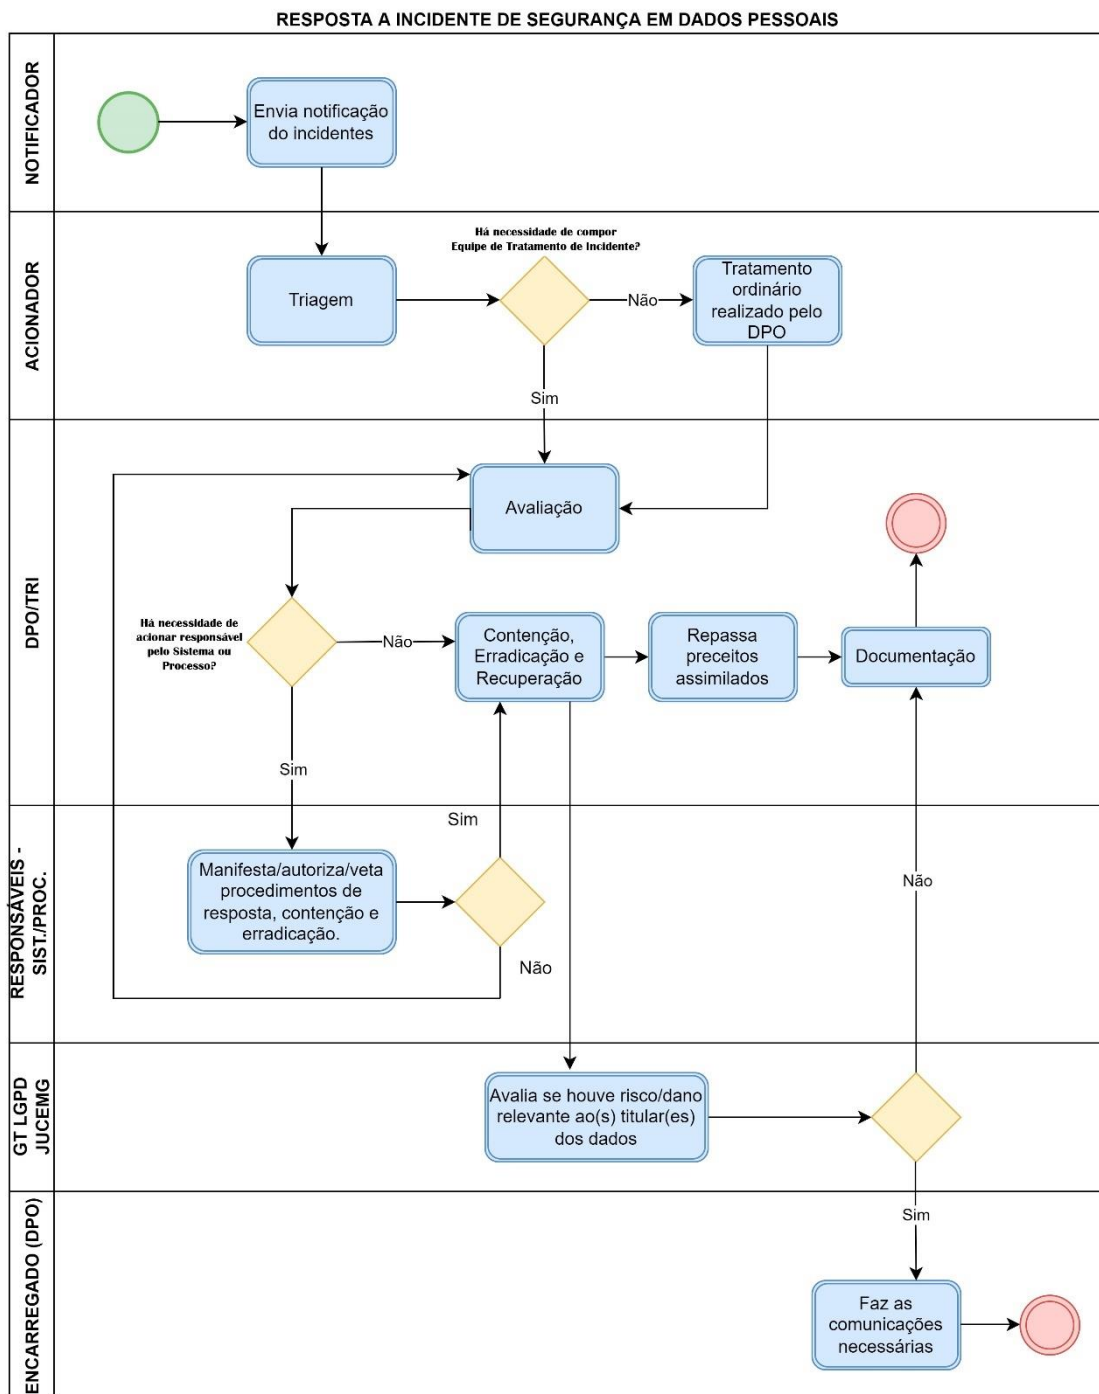 RESPOSTA A INCIDENTE DE SEGURANÇA EM DADOS PESSOAIS
NOTIFICADOR
Envia notificação
do incidentes
ACIONADOR
Triagem
Há necessidade de compor
Equipe de Tratamento de Incidente?
Não
Tratamento
ordinário
realizado pelo
DPO
Sim
DPO/TRI
Avaliação
Há necessidade de
acionar responsável
pelo Sistema ou
Processo?
Não
Contenção,
Erradicação e
Recuperação
Repassa
preceitos
assimilados
Documentação
Sim
RESPONSÁVEIS -
SIST./PROC.
Sim
Manifesta/autoriza/veta
procedimentos de
resposta, contenção e
erradicação.
Não
Não
GT LGPD
JUCEMG
Avalia se houve risco/dano
relevante ao(s) titular(es)
dos dados
ENCARREGADO (DPO)
Sim
Faz as
comunicações
necessárias